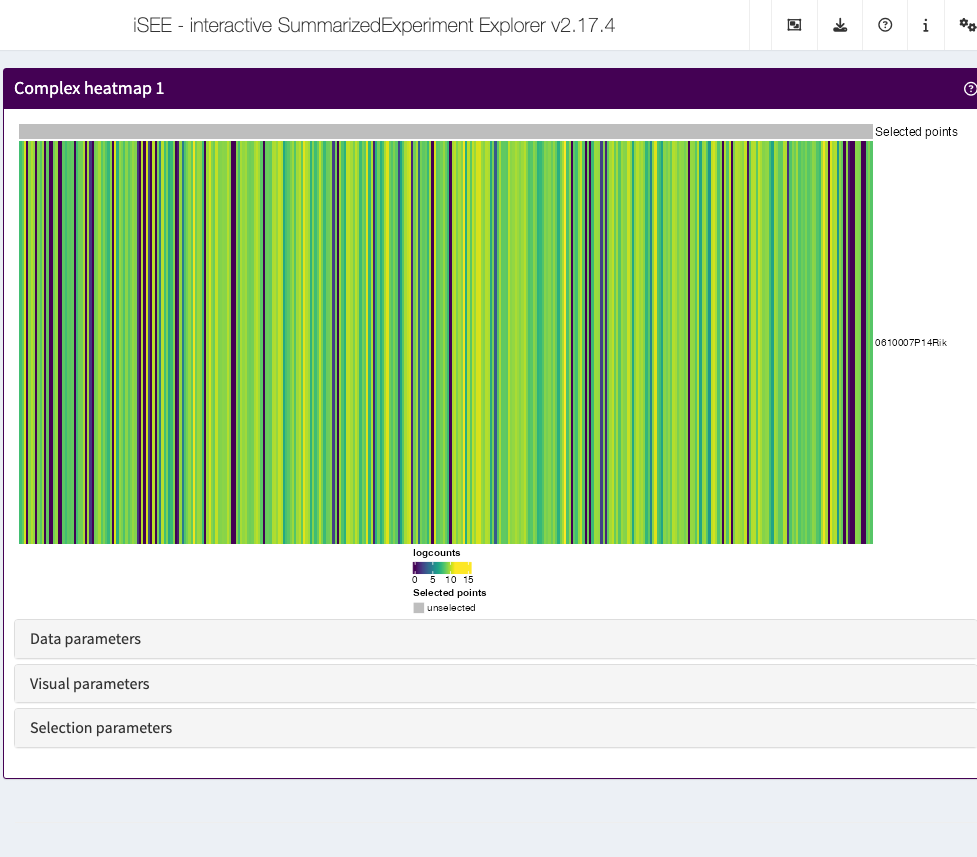 iSEE - interactive SummarizedExperiment Explorer v2.17.4
Complex heatmap 1
Selected points
0610007P14Rik
logcounts
0 5 10 15
Selected points
unselected
Data parameters
Visual parameters
Selection parameters